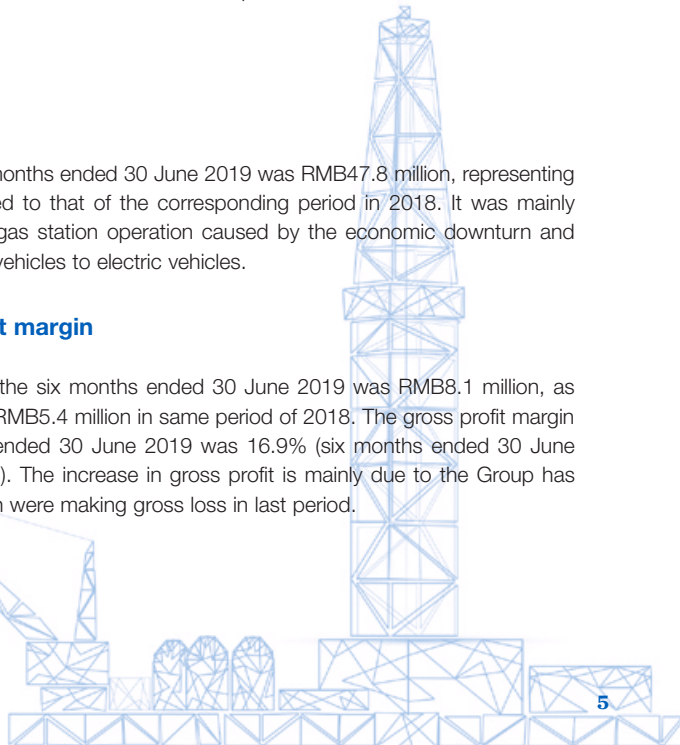 months ended 30 June 2019 was RMB47.8 million, representing
ed to that of the corresponding period in 2018. It was mainly
gas station operation caused by the economic downturn and
vehicles to electric vehicles.
t margin
the six months ended 30 June 2019 was RMB8.1 million, as
RMB5.4 million in same period of 2018. The gross profit margin
ended 30 June 2019 was 16.9% (six months ended 30 June
). The increase in gross profit is mainly due to the Group has
n were making gross loss in last period.
5